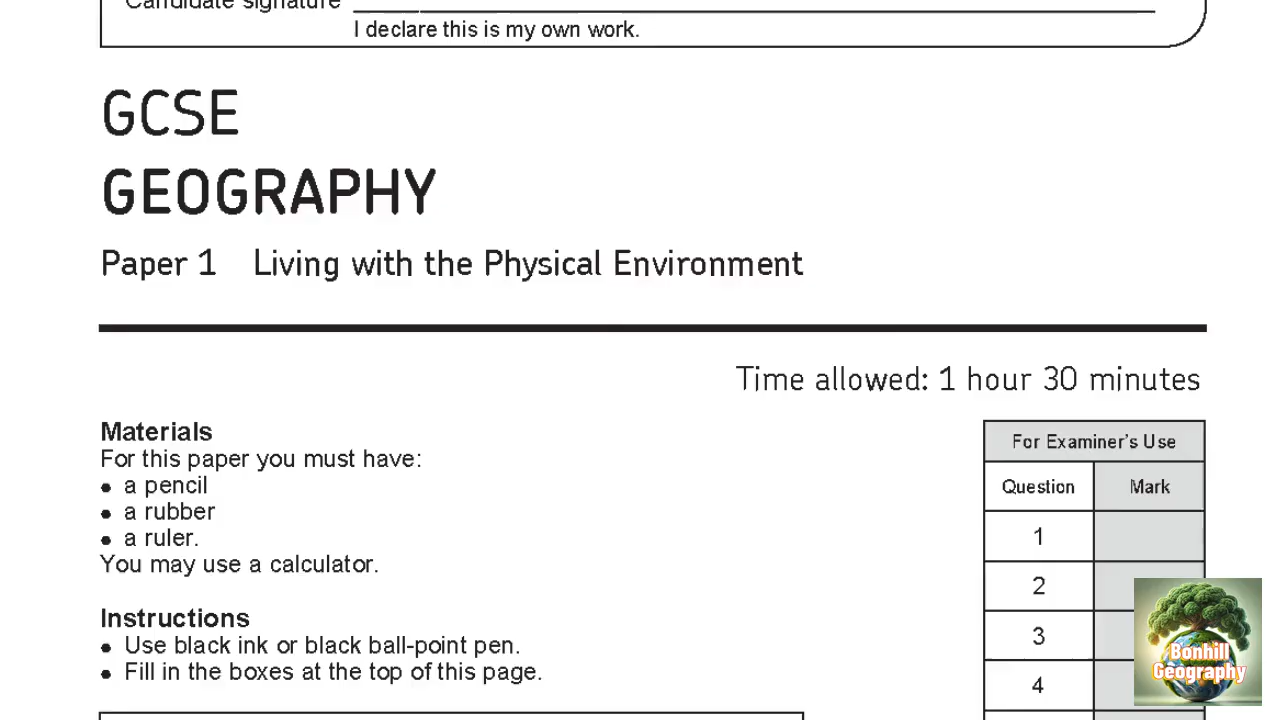 Candidate signature
I declare this is my own work.
GCSE
GEOGRAPHY
Paper 1 Living with the Physical Environment
Time allowed: 1 hour 30 minutes
Materials
For this paper you must have:
• a pencil
• a rubber
• a ruler.
You may use a calculator.
Instructions
• Use black ink or black ball-point pen.
• Fill in the boxes at the top of this page.
For Examiner's Use
Question Mark
1
2
3
4
Bonhill
Geography